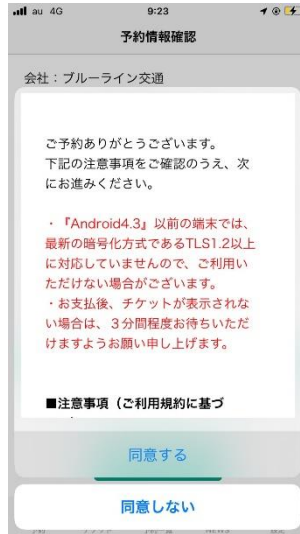 au 4G 9:23
予約情報確認
会社：ブルーライン交通
ご予約ありがとうございます。
下記の注意事項をご確認のうえ、次
にお進みください。
・『Android4.3』以前の端末では、
最新の暗号化方式であるTLS1.2以上
に対応していませんので、ご利用い
ただけない場合がございます。
・お支払後、チケットが表示されな
い場合は、３分間程度お待ちいただ
けますようお願い申し上げます。
■注意事項（ご利用規約に基づ
同意する
同意しない